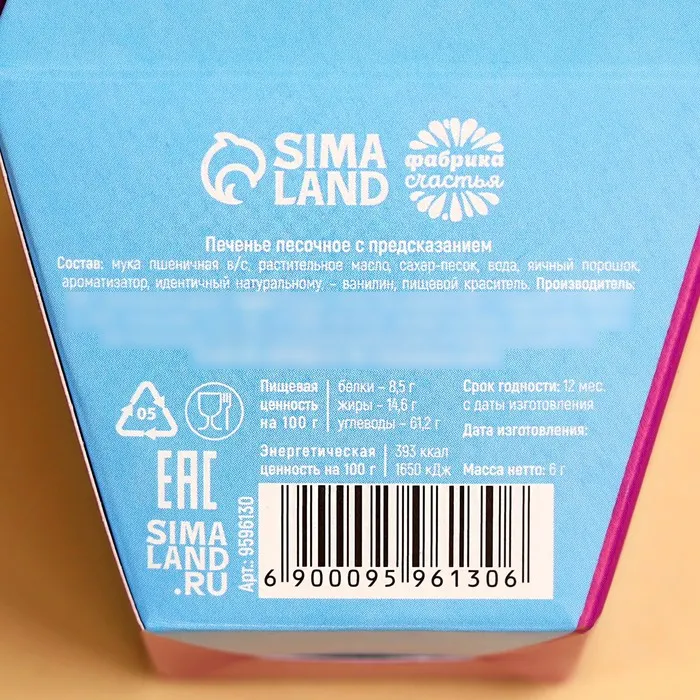 SIMA
LAND
фабрика
счастья
Печенье песочное с предсказанием
Состав: мука пшеничная в/с, растительное масло, сахар-песок, вода, яичный порошок,
ароматизатор, идентичный натуральному, - ванилин, пищевой краситель. Производитель:
Пищевая
ценность
на 100 г
белки – 8,5 г
жиры – 14,6 г
углеводы – 61,2 г
Энергетическая
ценность на 100 г
393 ккал
1650 кДж
Срок годности: 12 мес.
с даты изготовления
Дата изготовления:
Масса нетто: 6 г
05
EAC
SIMA
LAND
.RU
Арт.: 9596130
6 900095 961306